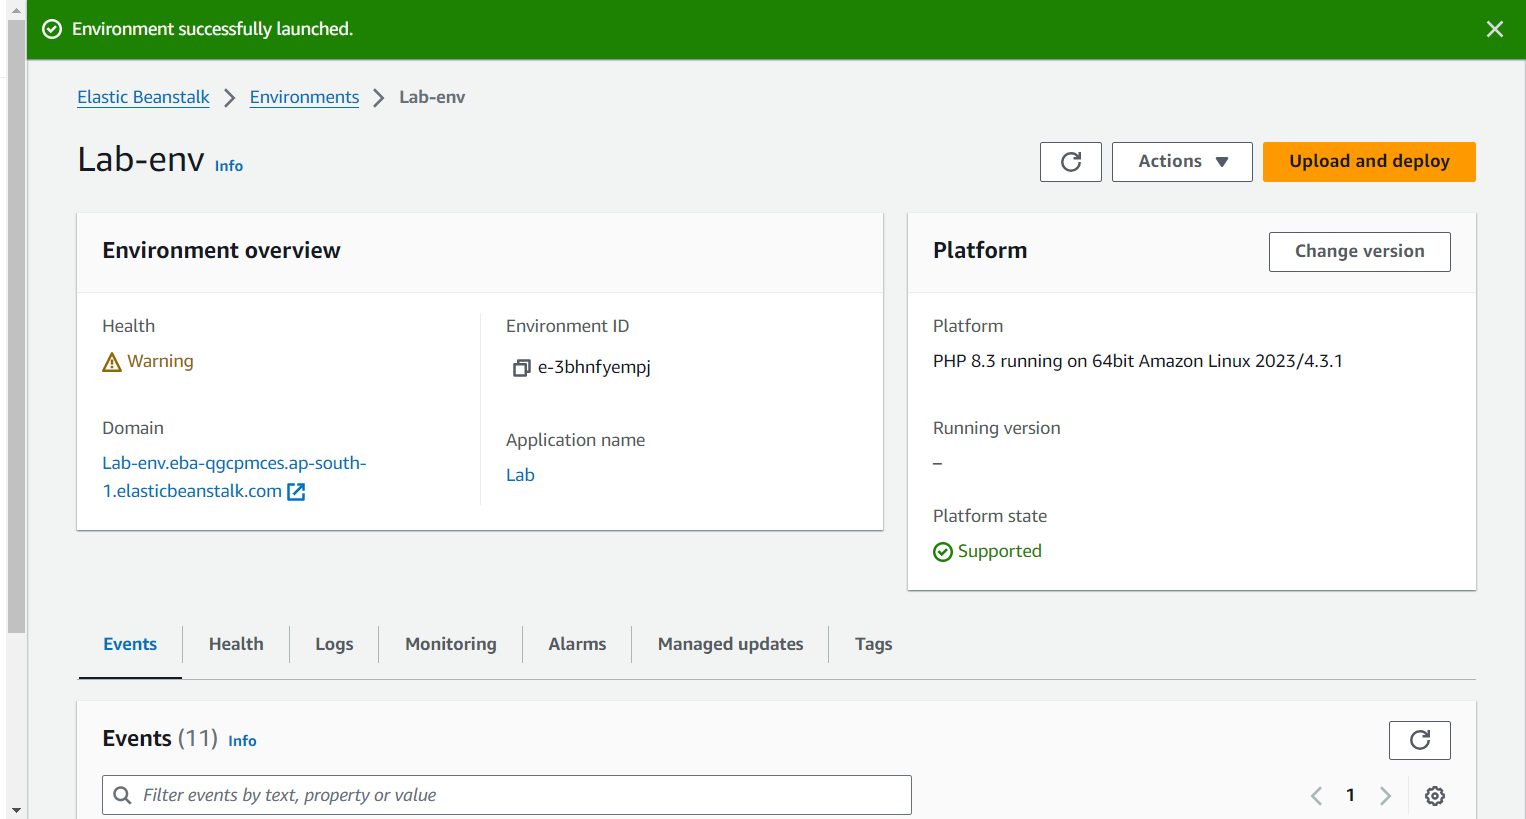 Environment successfully launched.
Elastic Beanstalk > Environments > Lab-env
Lab-env Info
Actions
Upload and deploy
Environment overview
Health
Warning
Domain
Lab-env.eba-qgcpmces.ap-south-
1.elasticbeanstalk.com
Environment ID
e-3bhnfyempj
Application name
Lab
Platform
Change version
Platform
PHP 8.3 running on 64bit Amazon Linux 2023/4.3.1
Running version
–
Platform state
Supported
Events Health Logs Monitoring Alarms Managed updates Tags
Events (11) Info
Filter events by text, property or value
1